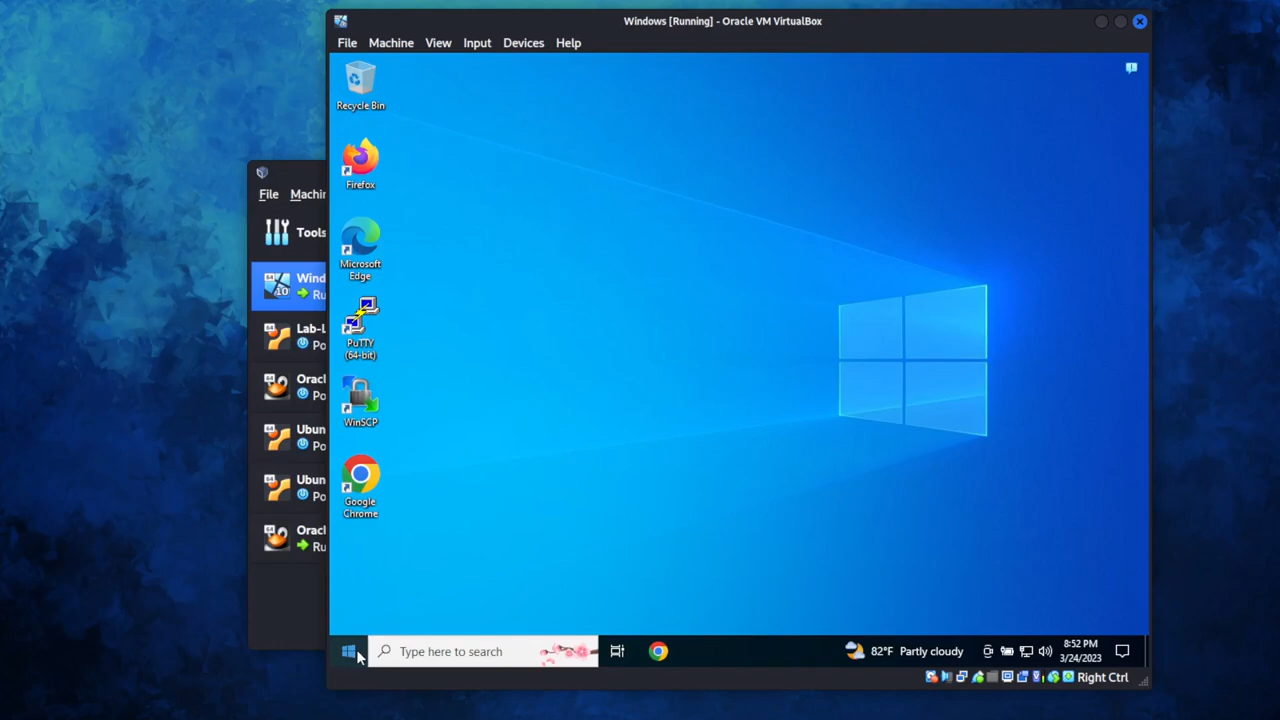 Windows [Running] - Oracle VM VirtualBox
File Machine View Input Devices Help
Recycle Bin
Firefox
Microsoft
Edge
PuTTY
(64-bit)
WinSCP
Google
Chrome
File Machin
Tools
Wind
Ru
Lab-L
Po
Oracl
Po
Ubun
Po
Ubun
Po
Oracl
Ru
Type here to search
82°F Partly cloudy
8:52 PM
3/24/2023
Right Ctrl